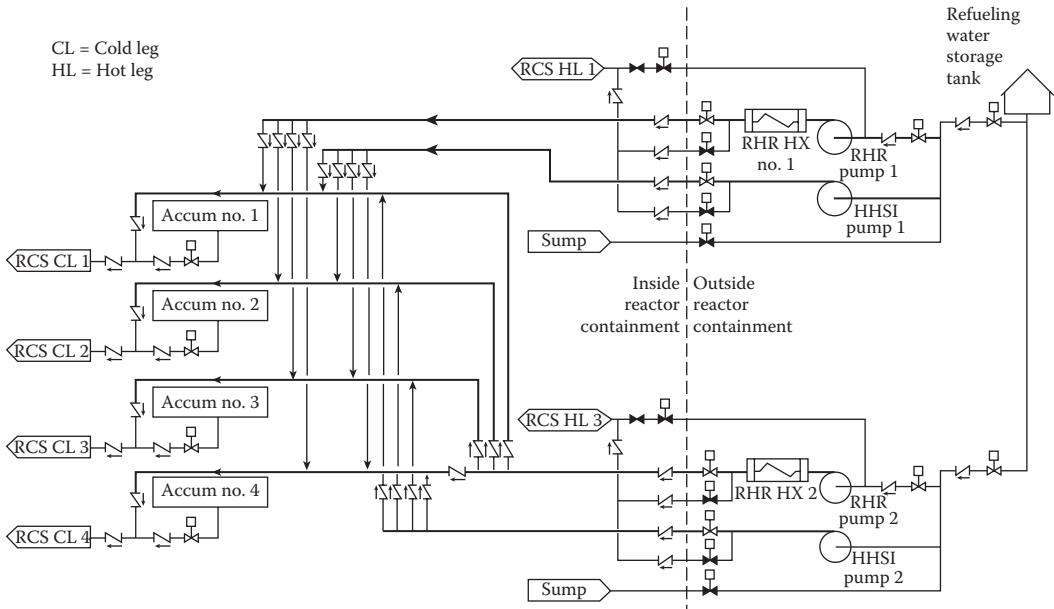 CL = Cold leg
HL = Hot leg
Refueling
water
storage
tank
RCS HL 1
RHR HX
no. 1
RHR
pump 1
HHSI
pump 1
Sump
Accum no. 1
RCS CL 1
Inside
reactor
containment
Outside
reactor
containment
Accum no. 2
RCS CL 2
Accum no. 3
RCS CL 3
RCS HL 3
RHR HX 2
RHR
pump 2
HHSI
pump 2
Sump
Accum no. 4
RCS CL 4